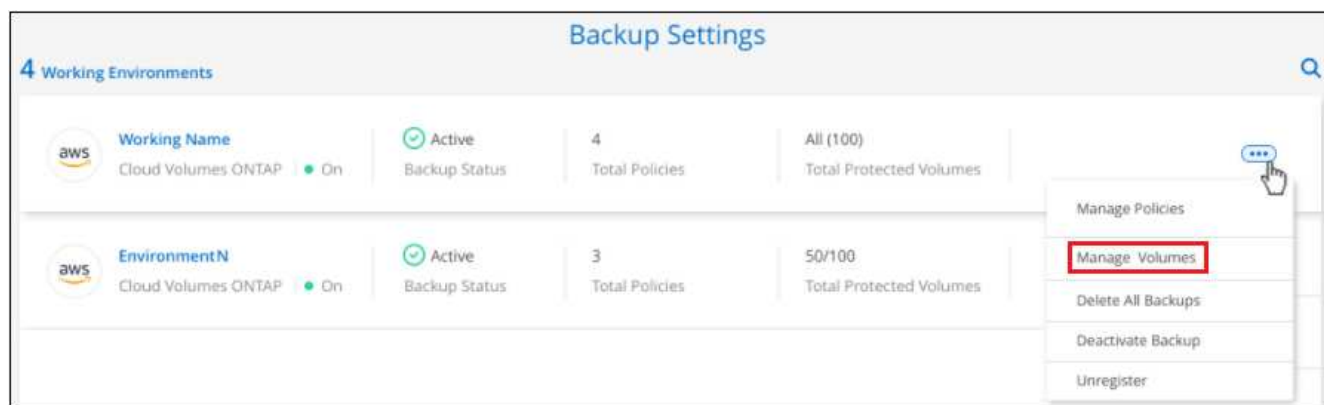 Backup Settings
4 Working Environments
aws
Working Name
Cloud Volumes ONTAP
On
Active
Backup Status
4
Total Policies
All (100)
Total Protected Volumes
Manage Policies
Manage Volumes
Delete All Backups
Deactivate Backup
Unregister
aws
EnvironmentN
Cloud Volumes ONTAP
On
Active
Backup Status
3
Total Policies
50/100
Total Protected Volumes